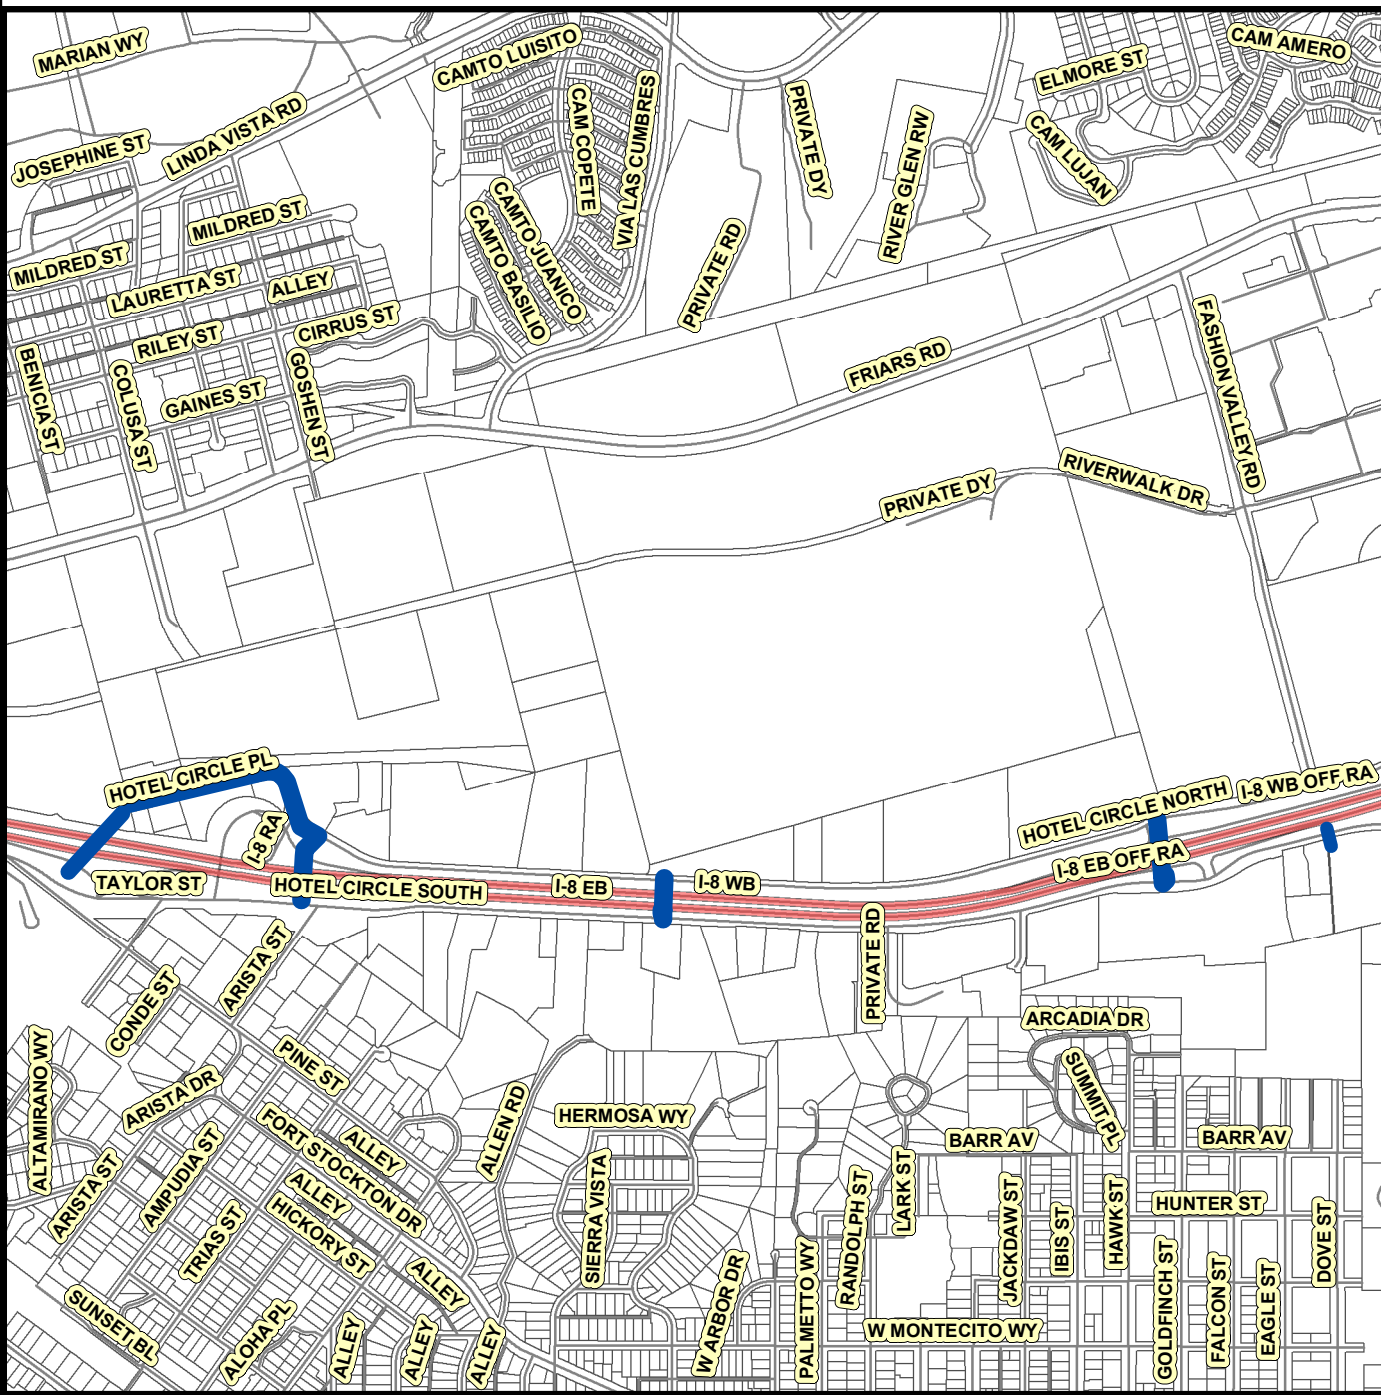 MARIAN WY
CAMTO LUISITO
CAM AMERO
ELMORE ST
LINDA VISTA RD
CAM COPETE
VIA LAS CUMBRES
PRIVATE DY
RIVER GLEN RW
CAM LUJAN
JOSEPHINE ST
MILDRED ST
CAMTO JUANICO
CAMTO BASILIO
PRIVATE RD
MILDRED ST
LAURETTA ST
ALLEY
CIRRUS ST
RILEY ST
FASHION VALLEY RD
BENICIA ST
COLUSA ST
GAINES ST
GOSHEN ST
FRIARS RD
PRIVATE DY
RIVERWALK DR
HOTEL CIRCLE PL
I-8 RA
HOTEL CIRCLE NORTH
I-8 WB OFF RA
TAYLOR ST
HOTEL CIRCLE SOUTH
I-8 EB
I-8 WB
I-8 EB OFF RA
PRIVATE RD
ARISTA ST
CONDE ST
ARCADIA DR
ALTAMIRANO WY
PINE ST
SUMMIT PL
ARISTA DR
ALLEN RD
HERMOSA WY
FORT STOCKTON DR
ALLEY
BARR AV
BARR AV
ARISTA ST
AMPUDIA ST
ALLEY
SIERRA VISTA
RANDOLPH ST
LARK ST
JACKDAW ST
IBIS ST
HAWK ST
HUNTER ST
DOVE ST
TRIAS ST
HICKORY ST
ALLEY
W ARBOR DR
PALMETTO WY
GOLDFINCH ST
FALCON ST
EAGLE ST
SUNSET BL
ALOHA PL
ALLEY
ALLEY
ALLEY
W MONTECITO WY